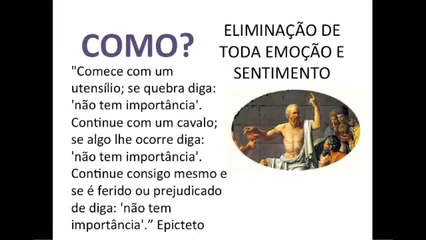 COMO?
"Comece com um
utensílio; se quebra diga:
'não tem importância'.
Continue com um cavalo;
se algo lhe ocorre diga:
'não tem importância'.
Continue consigo mesmo e
se é ferido ou prejudicado
de diga: 'não tem
importância'.” Epicteto
ELIMINAÇÃO DE
TODA EMOÇÃO E
SENTIMENTO